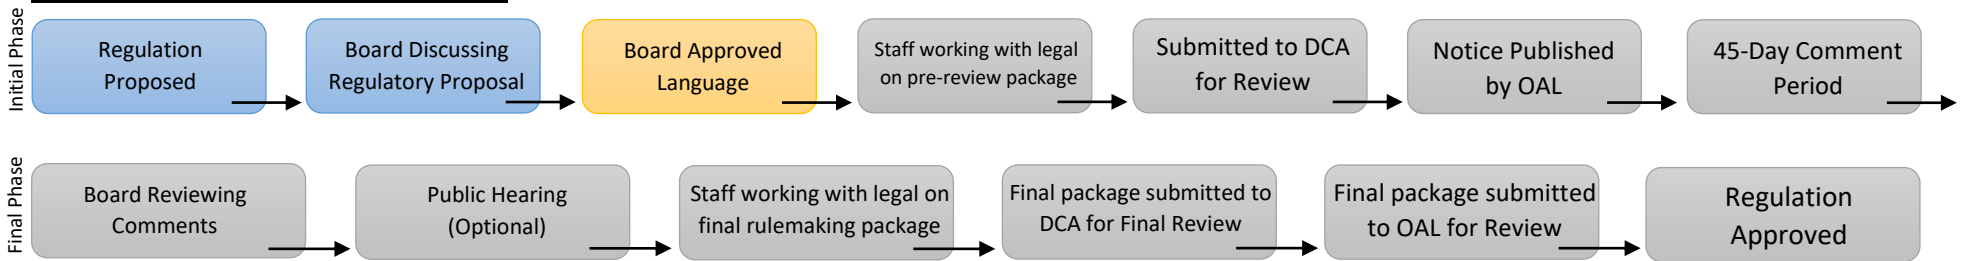 Initial Phase
Regulation
Proposed
Board Discussing
Regulatory Proposal
Board Approved
Language
Staff working with legal
on pre-review package
Submitted to DCA
for Review
Notice Published
by OAL
45-Day Comment
Period
Final Phase
Board Reviewing
Comments
Public Hearing
(Optional)
Staff working with legal on
final rulemaking package
Final package submitted to
DCA for Final Review
Final package submitted
to OAL for Review
Regulation
Approved